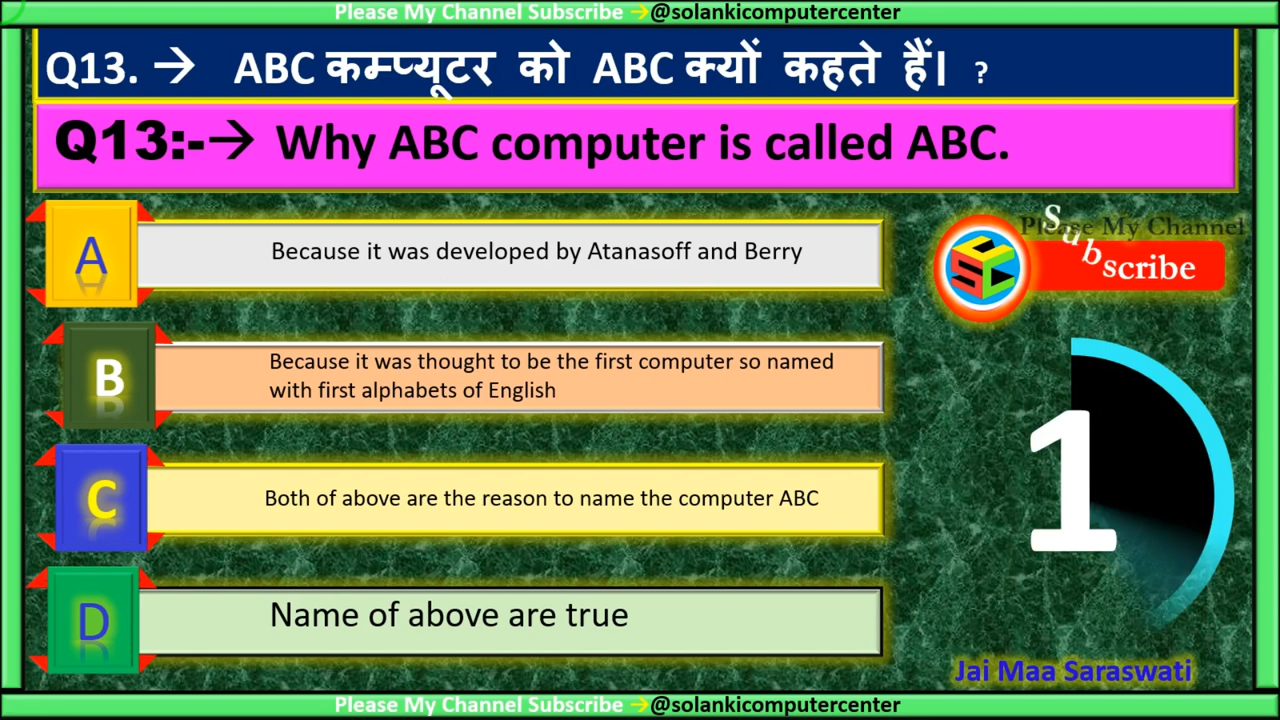 Please My Channel Subscribe →@solankicomputercenter
Q13. → ABC कम्प्यूटर को ABC क्यों कहते हैं। ?
Q13:-→ Why ABC computer is called ABC.
A
Because it was developed by Atanasoff and Berry
Please My Channel
Subscribe
SCC
B
Because it was thought to be the first computer so named
with first alphabets of English
1
C
Both of above are the reason to name the computer ABC
D
Name of above are true
Jai Maa Saraswati
Please My Channel Subscribe →@solankicomputercenter